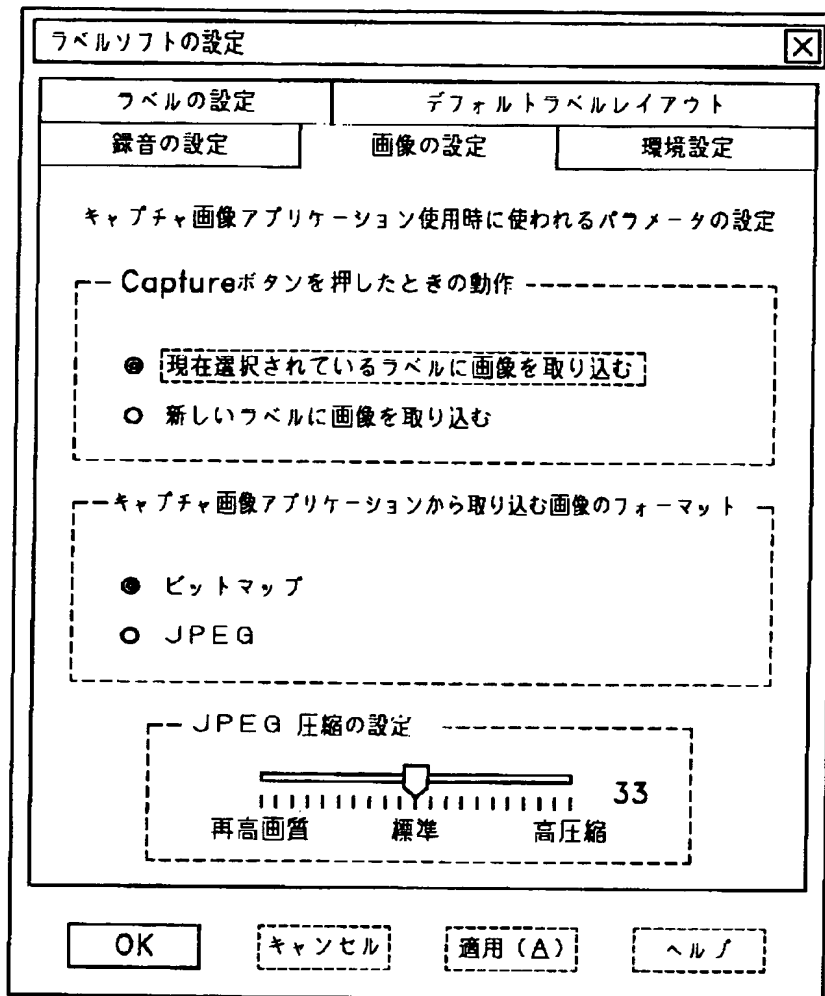 ラベルソフトの設定
ラベルの設定 デフォルトラベルレイアウト
録音の設定 画像の設定 環境設定
キャプチャ画像アプリケーション使用時に使われるパラメータの設定
Captureボタンを押したときの動作
現在選択されているラベルに画像を取り込む
新しいラベルに画像を取り込む
キャプチャ画像アプリケーションから取り込む画像のフォーマット
ビットマップ
JPEG
JPEG 圧縮の設定
33
再高画質 標準 高圧縮
OK キャンセル 適用(A) ヘルプ